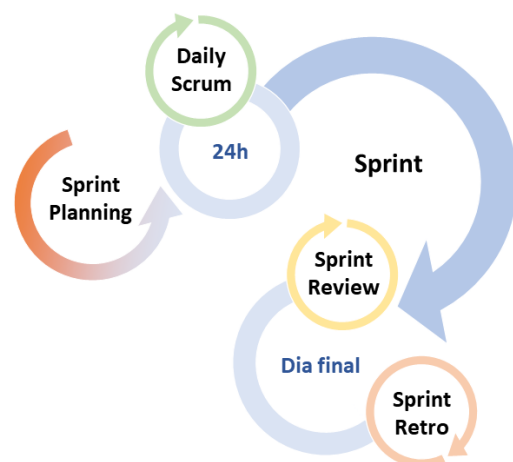 Daily
Scrum
24h
Sprint
Planning
Sprint
Sprint
Review
Dia final
Sprint
Retro